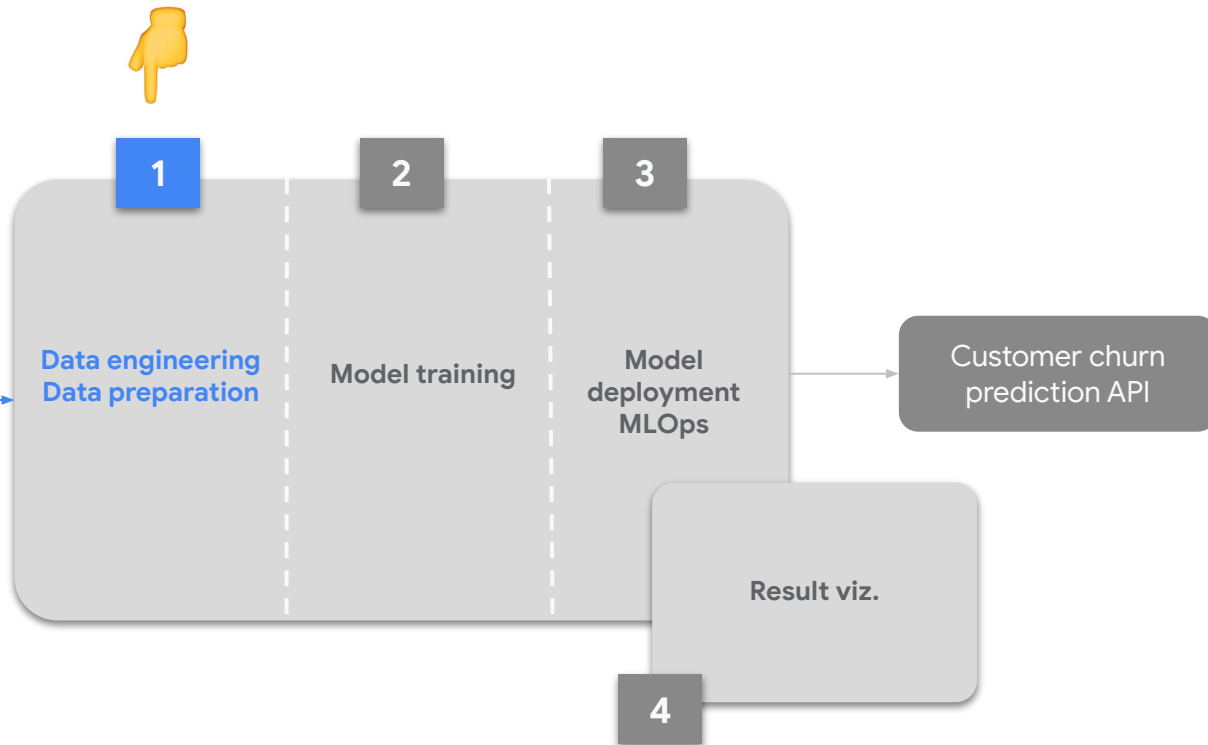 1
2
3
Data engineering
Data preparation
Model training
Model
deployment
MLOps
Customer churn
prediction API
Result viz.
4